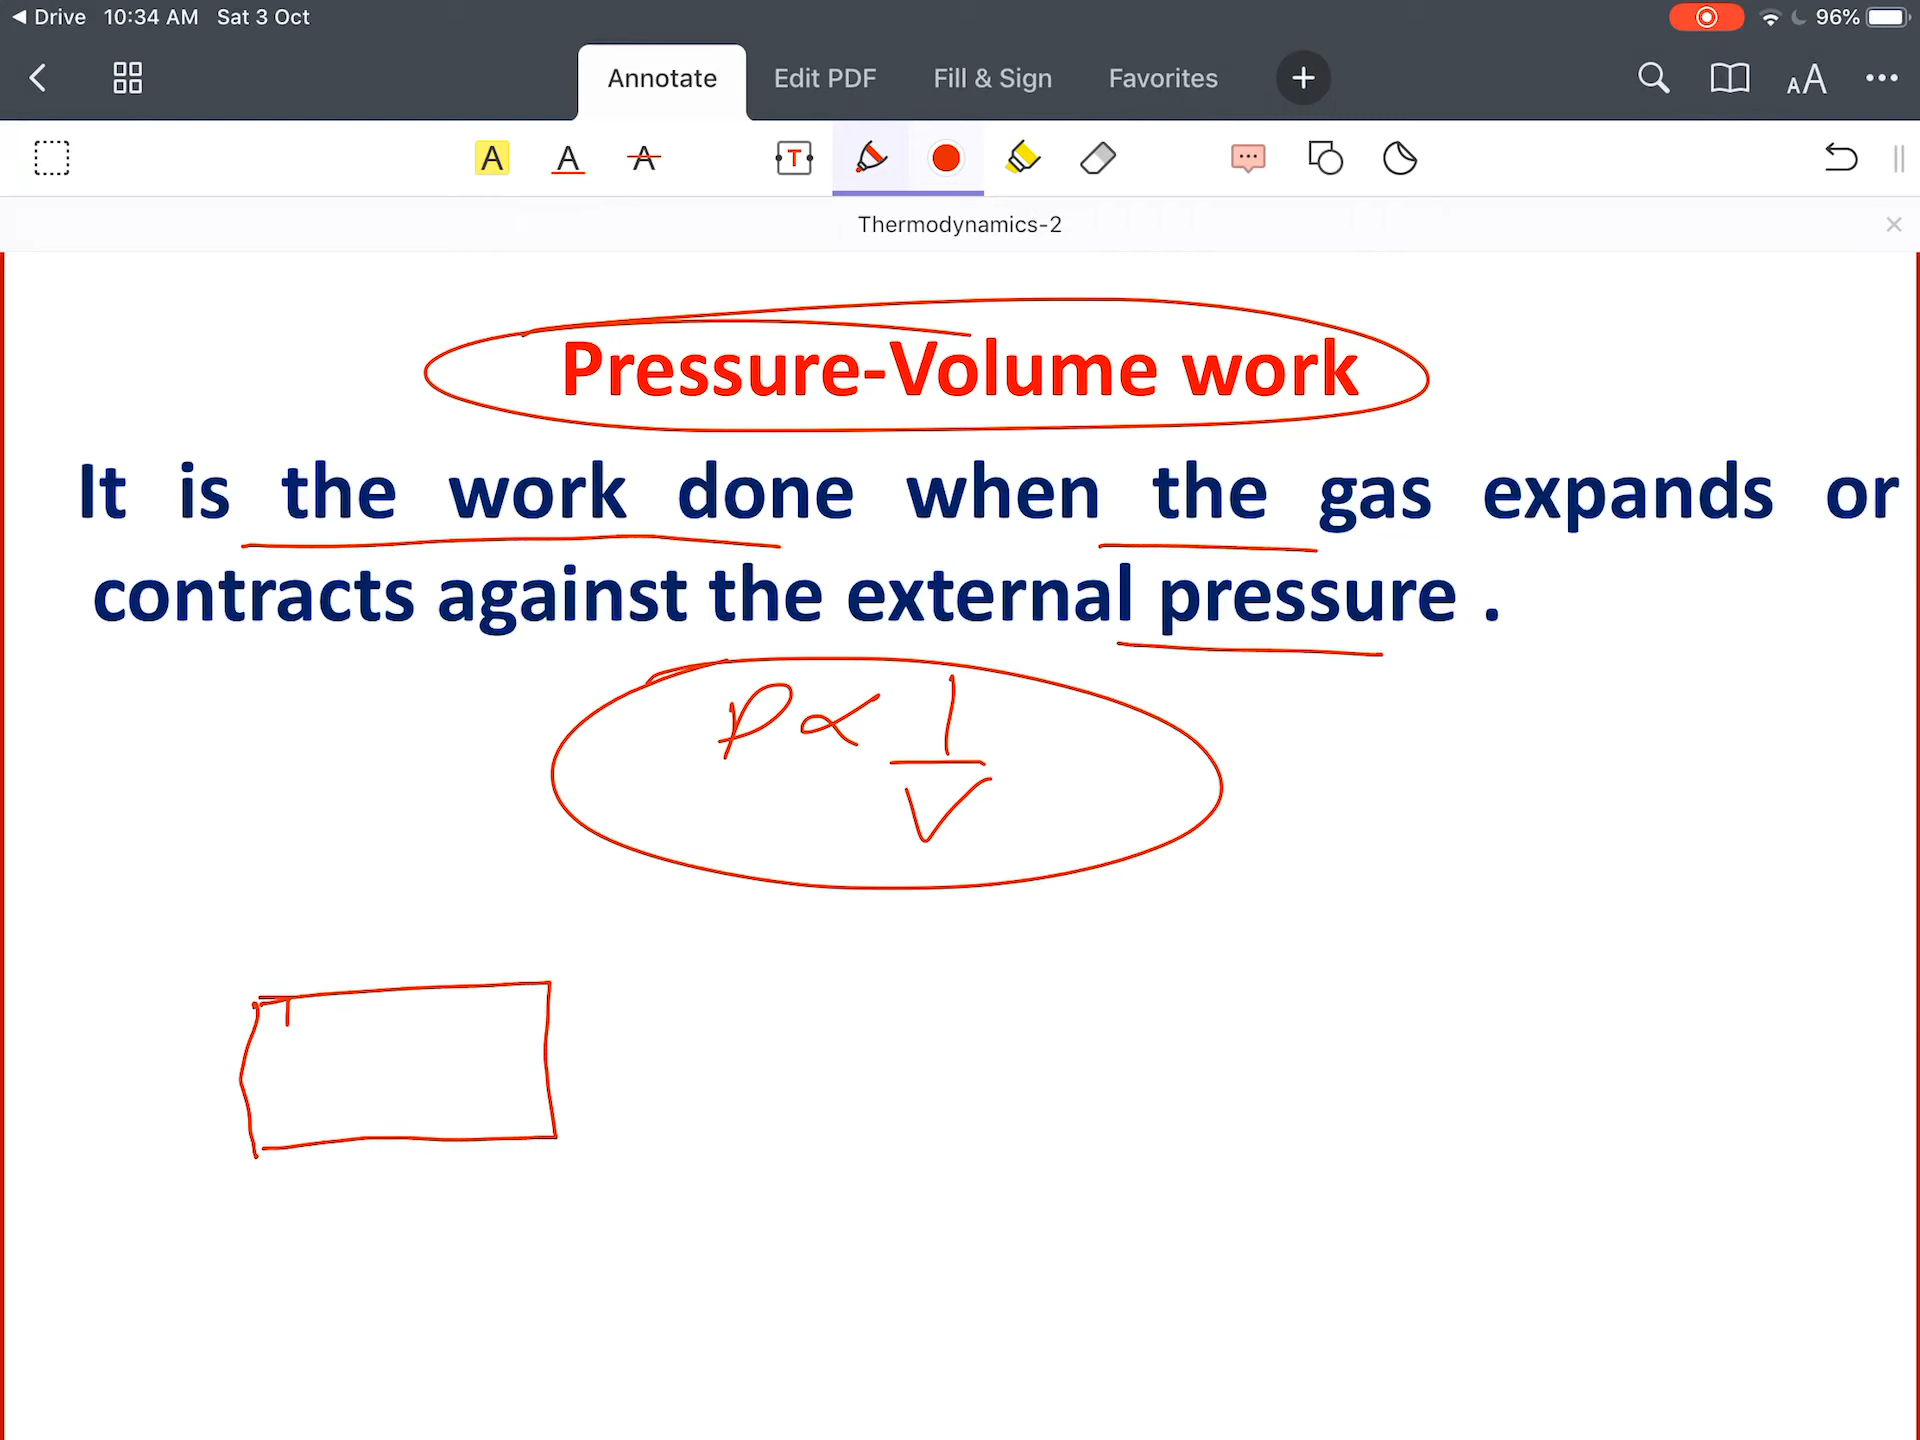 Drive 10:34 AM Sat 3 Oct 96%
Annotate Edit PDF Fill & Sign Favorites
A A A T
AA
Thermodynamics-2
Pressure-Volume work
It is the work done when the gas expands or
contracts against the external pressure .
P ∝ 1
V